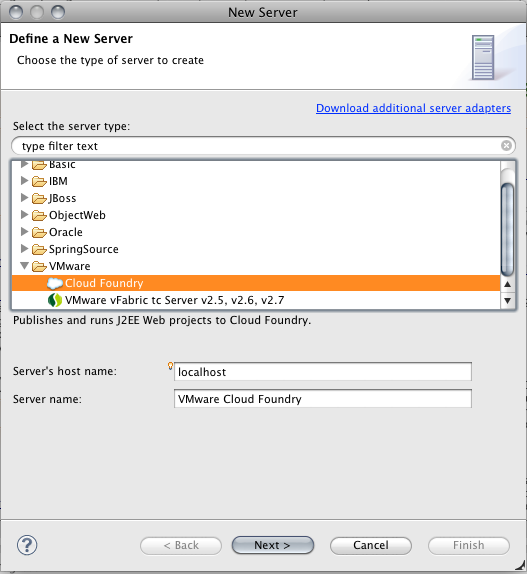 New Server
Define a New Server
Choose the type of server to create
Download additional server adapters
Select the server type:
type filter text
Basic
IBM
JBoss
ObjectWeb
Oracle
SpringSource
VMware
Cloud Foundry
VMware vFabric tc Server v2.5, v2.6, v2.7
Publishes and runs J2EE Web projects to Cloud Foundry.
Server's host name: localhost
Server name: VMware Cloud Foundry
? < Back Next > Cancel Finish